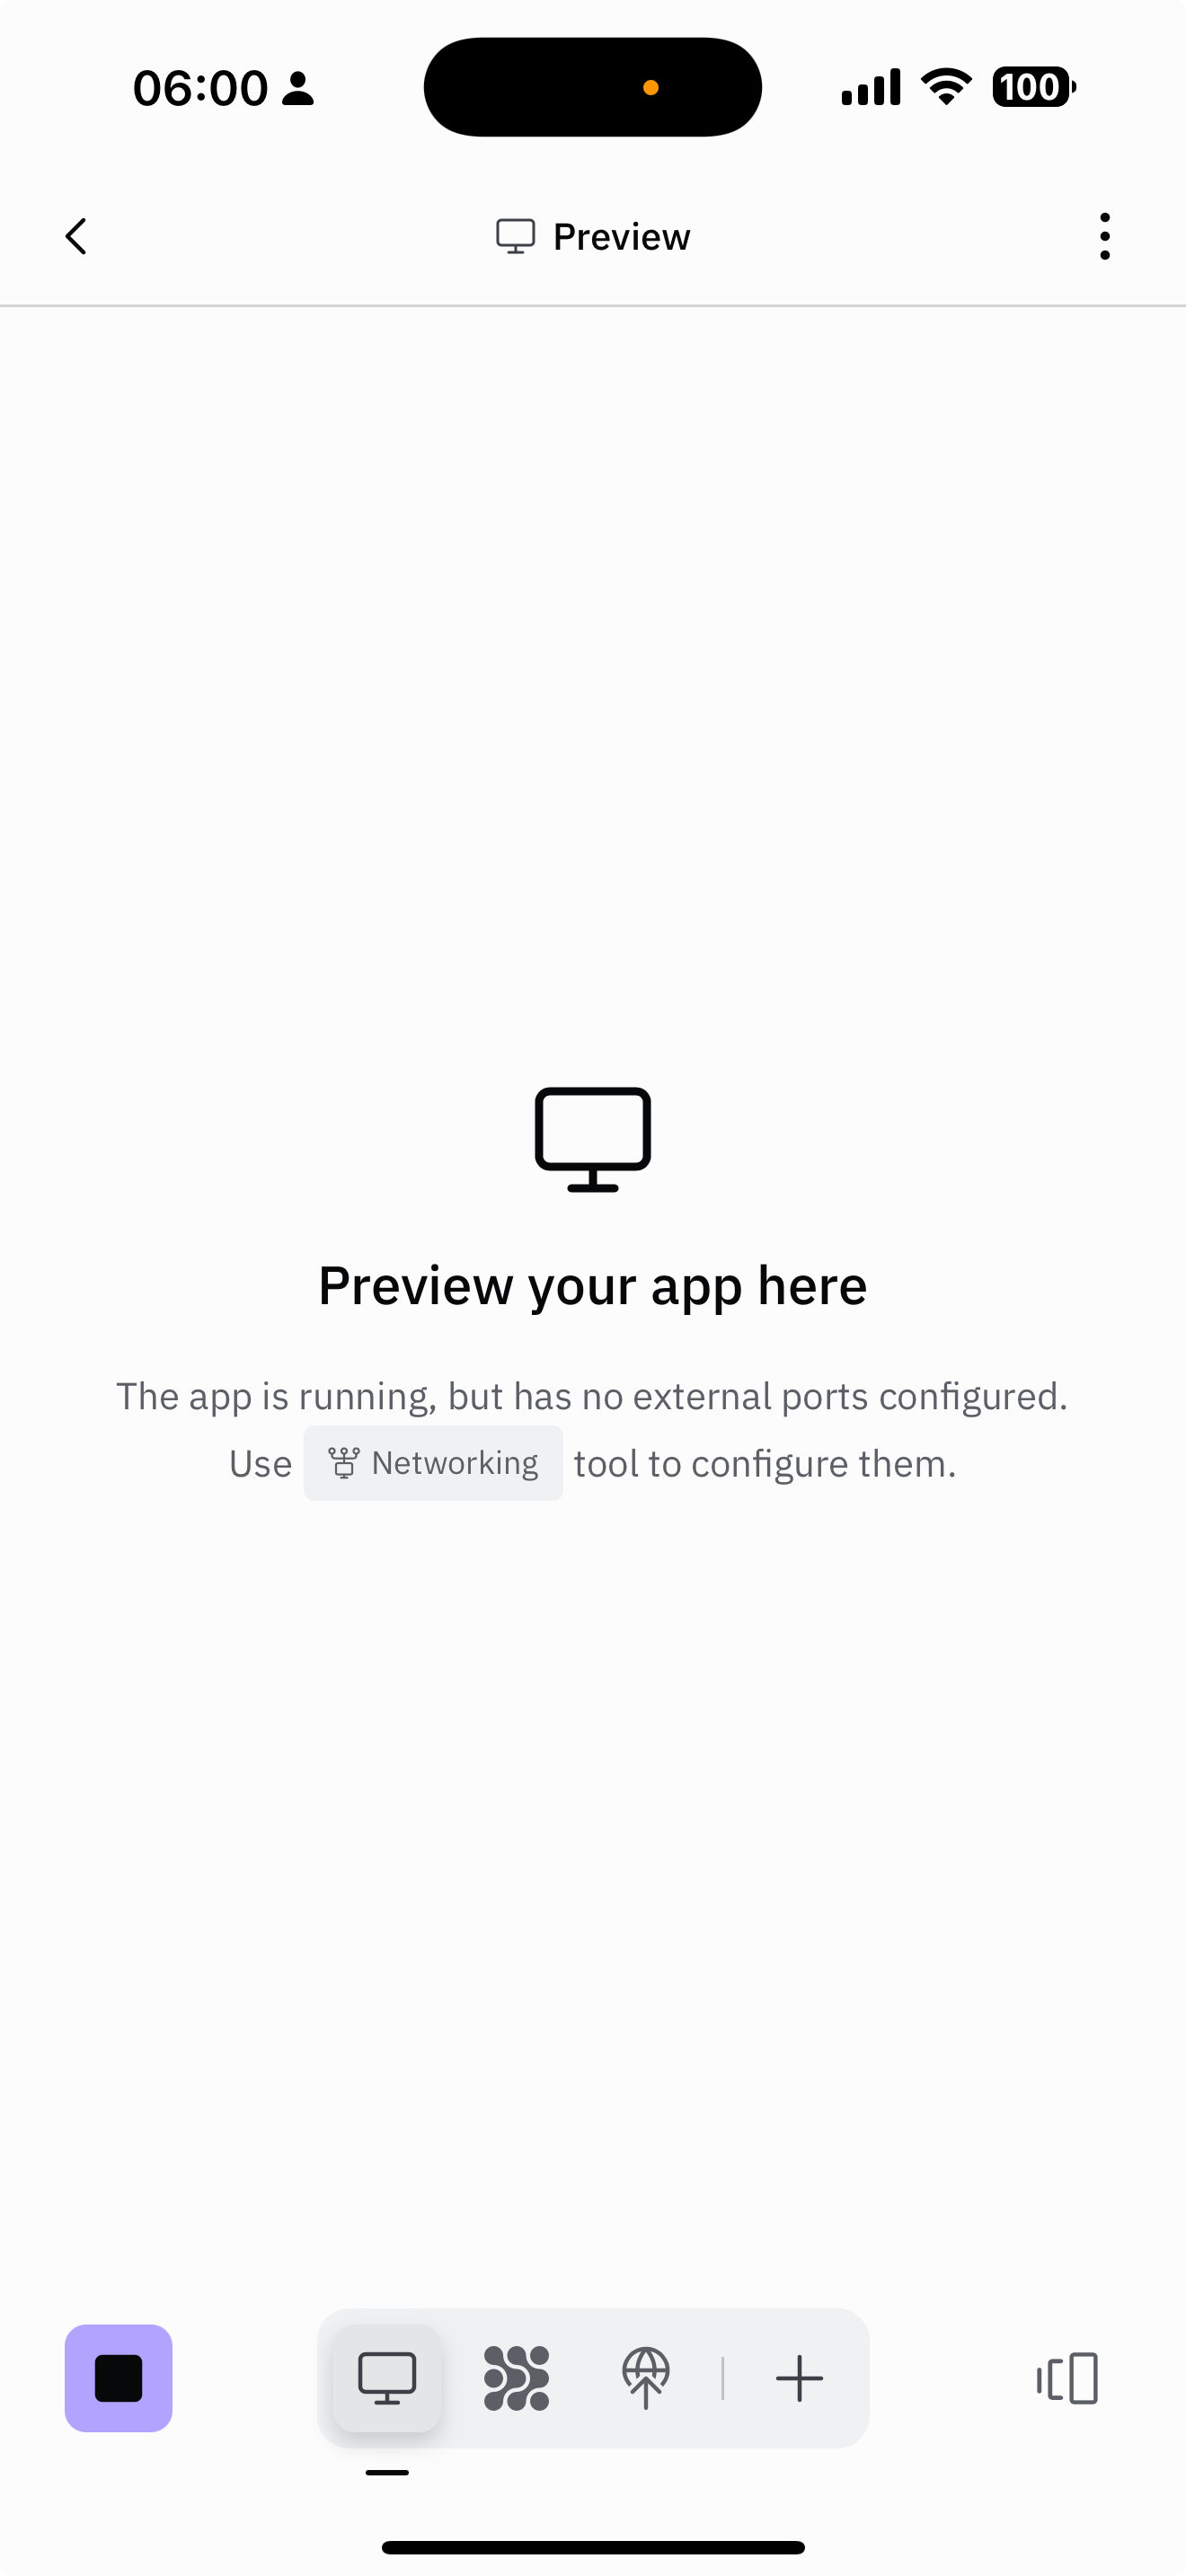 06:00
100
Preview
Preview your app here
The app is running, but has no external ports configured.
Use Networking tool to configure them.